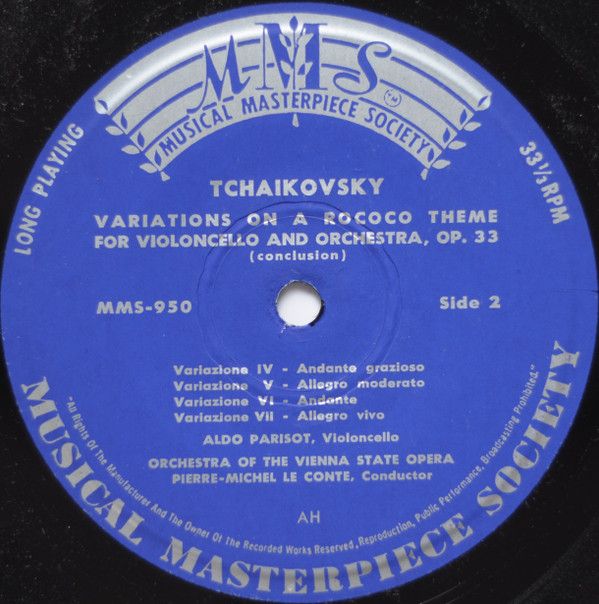 MMS
TM
MUSICAL MASTERPIECE SOCIETY
LONG PLAYING
33 1/3 RPM
TCHAIKOVSKY
VARIATIONS ON A ROCOCO THEME
FOR VIOLONCELLO AND ORCHESTRA, OP. 33
(conclusion)
MMS-950
Side 2
Variazione IV - Andante grazioso
Variazione V - Allegro moderato
Variazione VI - Andante
Variazione VII - Allegro vivo
ALDO PARISOT, Violoncello
ORCHESTRA OF THE VIENNA STATE OPERA
PIERRE-MICHEL LE CONTE, Conductor
AH
"All Rights Of The Manufacturer And The Owner Of The Recorded Works Reserved, Reproduction, Public Performance, Broadcasting Prohibited."
MUSICAL MASTERPIECE SOCIETY